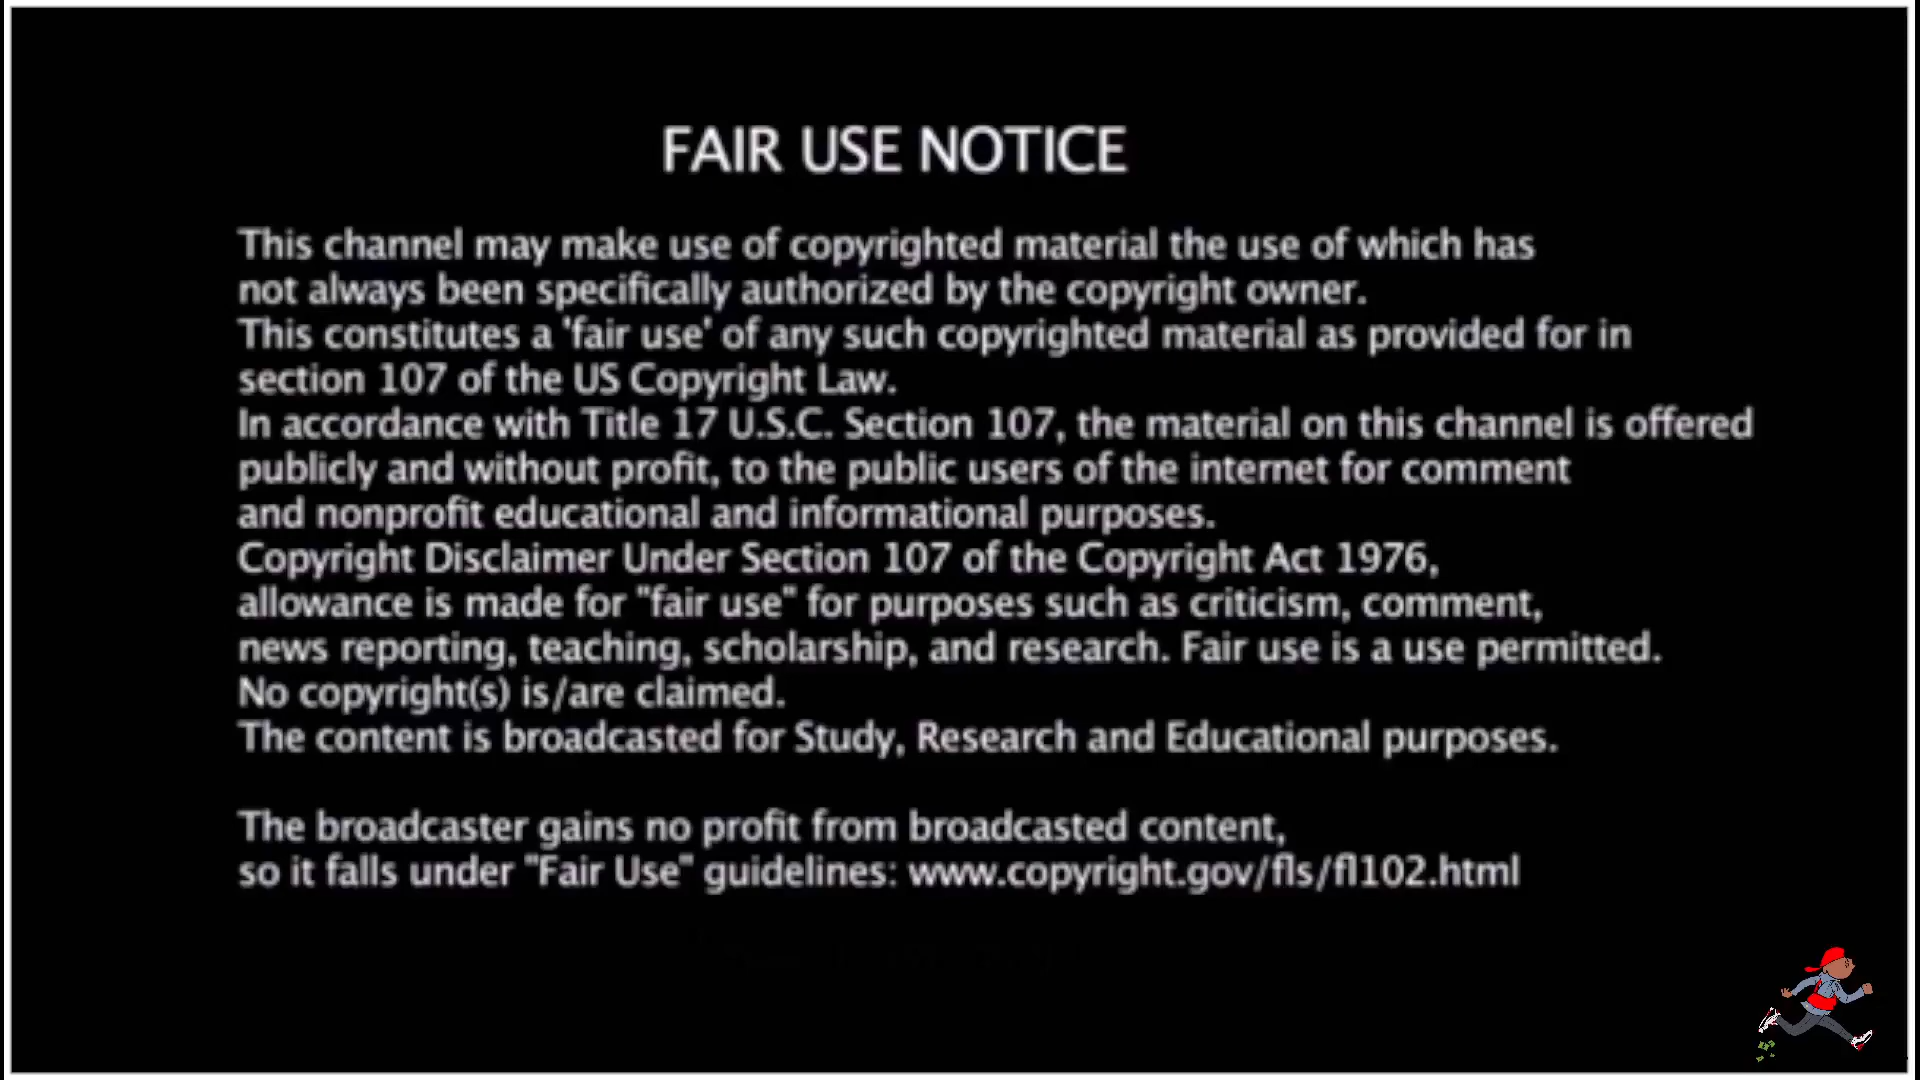 FAIR USE NOTICE
This channel may make use of copyrighted material the use of which has
not always been specifically authorized by the copyright owner.
This constitutes a 'fair use' of any such copyrighted material as provided for in
section 107 of the US Copyright Law.
In accordance with Title 17 U.S.C. Section 107, the material on this channel is offered
publicly and without profit, to the public users of the internet for comment
and nonprofit educational and informational purposes.
Copyright Disclaimer Under Section 107 of the Copyright Act 1976,
allowance is made for "fair use" for purposes such as criticism, comment,
news reporting, teaching, scholarship, and research. Fair use is a use permitted.
No copyright(s) is/are claimed.
The content is broadcasted for Study, Research and Educational purposes.
The broadcaster gains no profit from broadcasted content,
so it falls under "Fair Use" guidelines: www.copyright.gov/fls/fl102.html